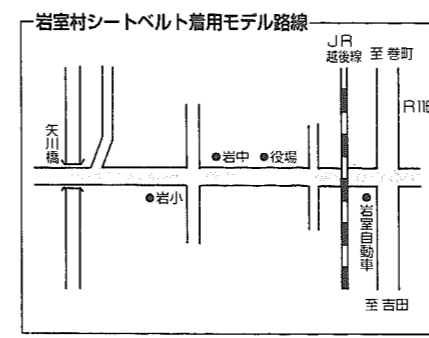 岩室村シートベルト着用モデル路線
JR
越後線
至 巻町
R116
矢川橋
●岩中
●役場
●岩小
●岩室自動車
至 吉田